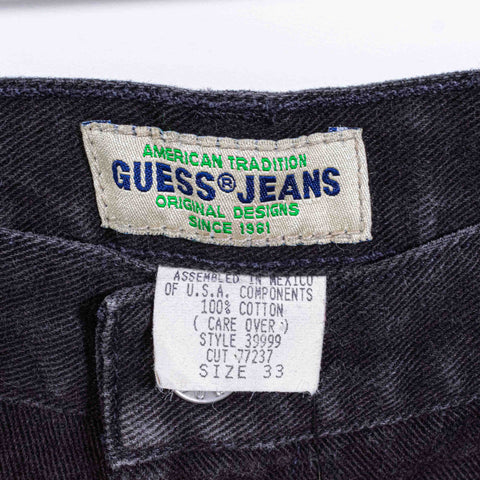 AMERICAN TRADITION
GUESS® JEANS
ORIGINAL DESIGNS
SINCE 1981
ASSEMBLED IN MEXICO
OF U.S.A. COMPONENTS
100% COTTON
( CARE OVER )
STYLE 39999
CUT 77237
SIZE 33